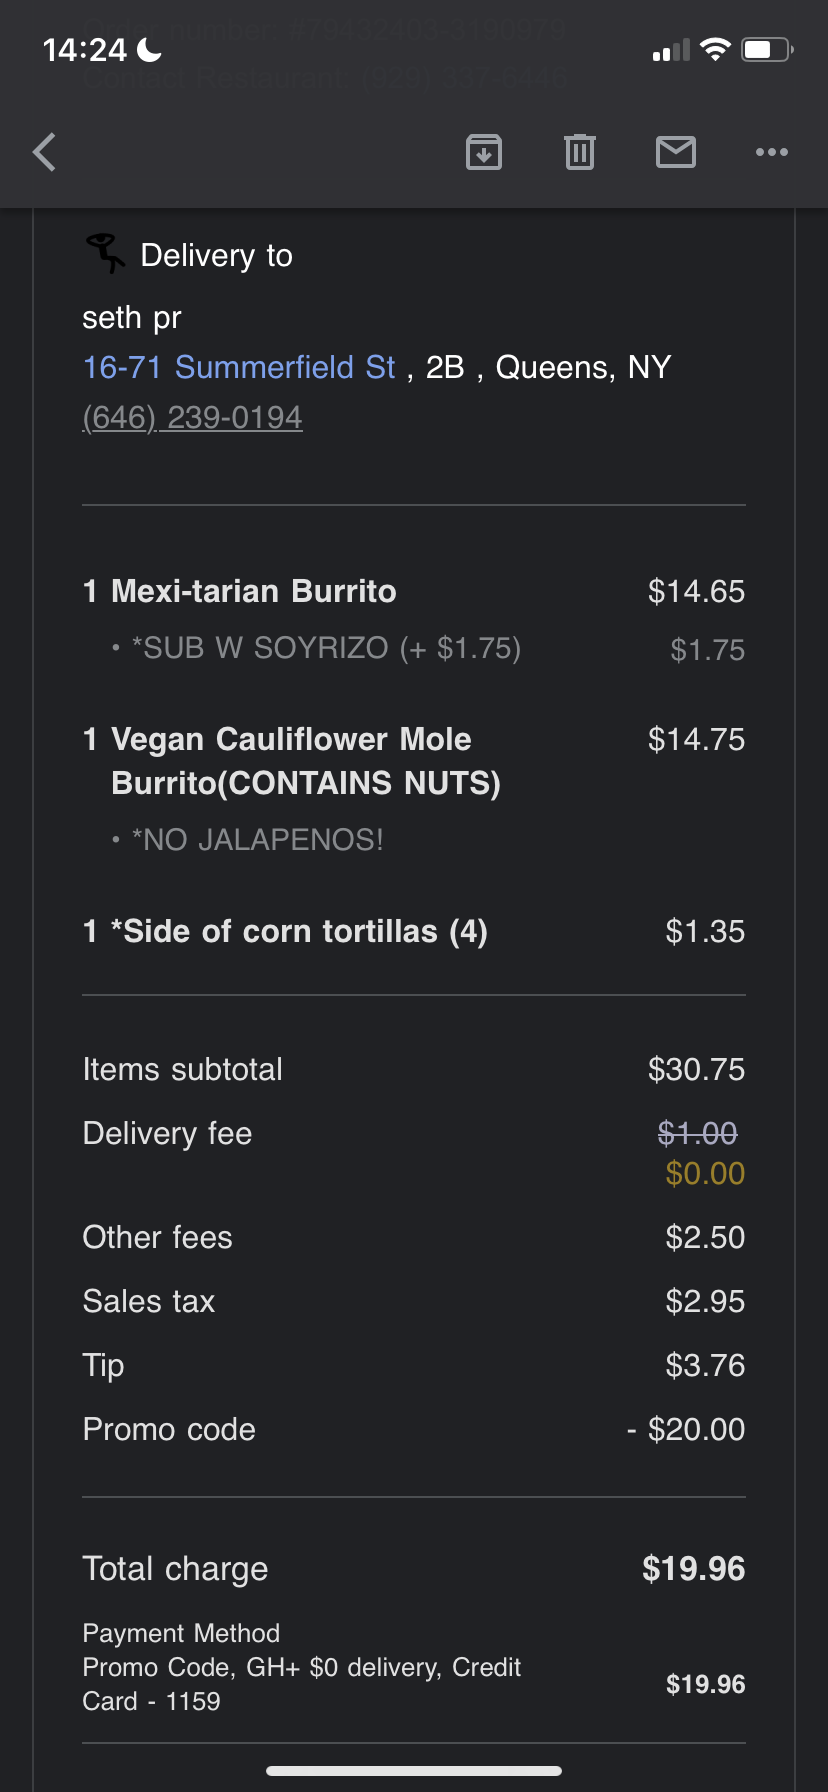 Order number: #79432403-3190979
14:24
Contact Restaurant: (929) 337-6446
Delivery to
seth pr
16-71 Summerfield St , 2B , Queens, NY
(646) 239-0194
1 Mexi-tarian Burrito $14.65
• *SUB W SOYRIZO (+ $1.75) $1.75
1 Vegan Cauliflower Mole $14.75
Burrito(CONTAINS NUTS)
• *NO JALAPENOS!
1 *Side of corn tortillas (4) $1.35
Items subtotal $30.75
Delivery fee $1.00
$0.00
Other fees $2.50
Sales tax $2.95
Tip $3.76
Promo code - $20.00
Total charge $19.96
Payment Method
Promo Code, GH+ $0 delivery, Credit
Card - 1159 $19.96